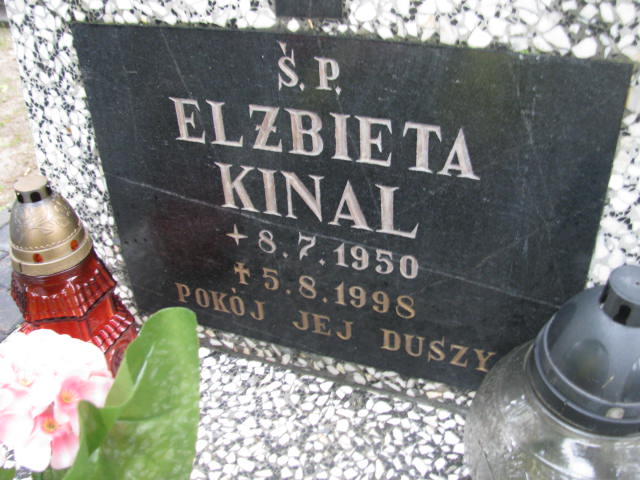 Ś.P.
ELŻBIETA
KINAL
+ 8.7.1950
✝ 5.8.1998
POKÓJ JEJ DUSZY